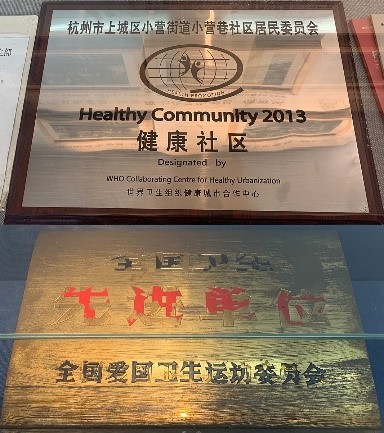 杭州市上城区小营街道小营巷社区居民委员会
HEALTH PROMOTING
Healthy Community 2013
健康社区
Designated by
WHO Collaborating Centre for Healthy Urbanization
世界卫生组织健康城市合作中心
全国卫生
先进单位
全国爱国卫生运动委员会